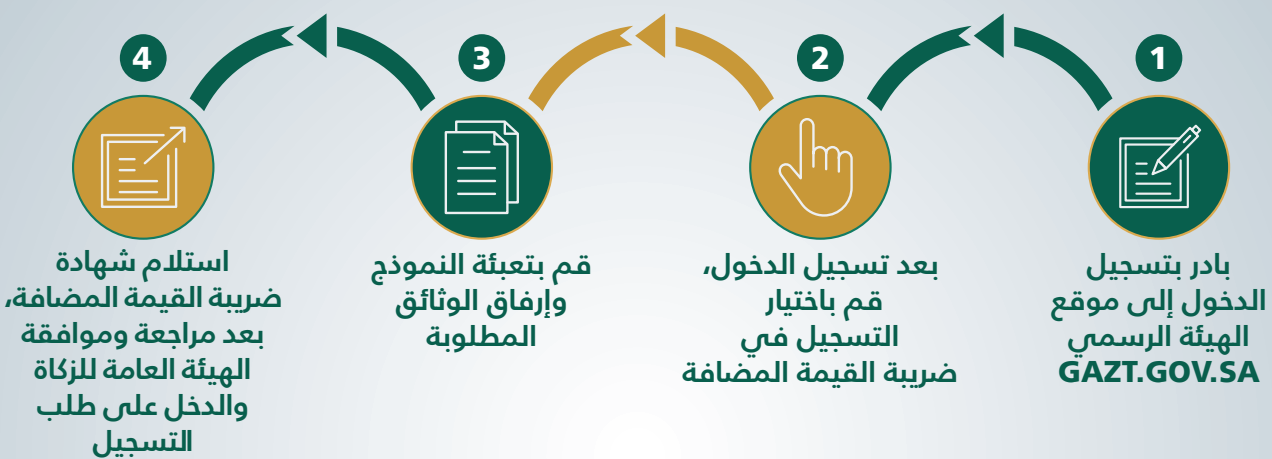 1
بادر بتسجيل
الدخول إلى موقع
الهيئة الرسمي
GAZT.GOV.SA
2
بعد تسجيل الدخول،
قم باختيار
التسجيل في
ضريبة القيمة المضافة
3
قم بتعبئة النموذج
وإرفاق الوثائق
المطلوبة
4
استلام شهادة
ضريبة القيمة المضافة،
بعد مراجعة وموافقة
الهيئة العامة للزكاة
والدخل على طلب
التسجيل